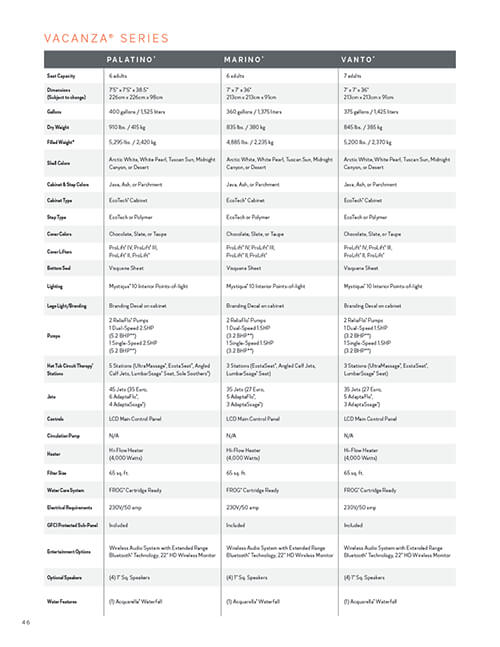 VACANZA® SERIES
PALATINO™ MARINO™ VANTO™
Seat Capacity 6 adults 6 adults 7 adults
Dimensions 7'5" x 7'5" x 38.5" 7' x 7' x 36" 7' x 7' x 36"
(Subject to change) 226cm x 226cm x 98cm 213cm x 213cm x 91cm 213cm x 213cm x 91cm
Gallons 400 gallons / 1,525 liters 360 gallons / 1,375 liters 375 gallons / 1,425 liters
Dry Weight 910 lbs. / 415 kg 835 lbs. / 380 kg 845 lbs. / 385 kg
Filled Weight* 5,295 lbs. / 2,420 kg 4,885 lbs. / 2,235 kg 5,200 lbs. / 2,370 kg
Shell Colors Arctic White, White Pearl, Tuscan Sun, Midnight Arctic White, White Pearl, Tuscan Sun, Midnight Arctic White, White Pearl, Tuscan Sun, Midnight
Canyon, or Desert Canyon, or Desert Canyon, or Desert
Cabinet & Step Colors Java, Ash, or Parchment Java, Ash, or Parchment Java, Ash, or Parchment
Cabinet Type EcoTech™ Cabinet EcoTech™ Cabinet EcoTech™ Cabinet
Step Type EcoTech or Polymer EcoTech or Polymer EcoTech or Polymer
Cover Colors Chocolate, Slate, or Taupe Chocolate, Slate, or Taupe Chocolate, Slate, or Taupe
Cover Lifters ProLift® IV, ProLift® III, ProLift® IV, ProLift® III, ProLift® IV, ProLift® III,
ProLift® II, ProLift® ProLift® II, ProLift® ProLift® II, ProLift®
Bottom Seal Visquene Sheet Visquene Sheet Visquene Sheet
Lighting Mystique™ 10 Interior Points-of-light Mystique™ 10 Interior Points-of-light Mystique™ 10 Interior Points-of-light
Logo Light/Branding Branding Decal on cabinet Branding Decal on cabinet Branding Decal on cabinet
2 ReliaFlo® Pumps 2 ReliaFlo® Pumps 2 ReliaFlo® Pumps
1 Dual-Speed 2.5HP 1 Dual-Speed 1.5HP 1 Dual-Speed 1.5HP
Pumps (5.2 BHP**) (3.2 BHP**) (3.2 BHP**)
1 Single-Speed 2.5HP 1 Single-Speed 1.5HP 1 Single-Speed 1.5HP
(5.2 BHP**) (3.2 BHP**) (3.2 BHP**)
Hot Tub Circuit Therapy® 5 Stations (UltraMassage®, EcstaSeat®, Angled 3 Stations (EcstaSeat®, Angled Calf Jets, 3 Stations (UltraMassage®, EcstaSeat®,
Stations Calf Jets, LumbarSsage® Seat, Sole Soothers®) LumbarSsage® Seat) LumbarSsage® Seat)
45 Jets (35 Euro, 35 Jets (27 Euro, 35 Jets (27 Euro,
Jets 6 AdaptaFlo®, 5 AdaptaFlo®, 5 AdaptaFlo®,
4 AdaptaSsage®) 3 AdaptaSsage®) 3 AdaptaSsage®)
Controls LCD Main Control Panel LCD Main Control Panel LCD Main Control Panel
Circulation Pump N/A N/A N/A
Heater Hi-Flow Heater Hi-Flow Heater Hi-Flow Heater
(4,000 Watts) (4,000 Watts) (4,000 Watts)
Filter Size 65 sq. ft. 65 sq. ft. 65 sq. ft.
Water Care System FROG® Cartridge Ready FROG® Cartridge Ready FROG® Cartridge Ready
Electrical Requirements 230V/50 amp 230V/50 amp 230V/50 amp
GFCI Protected Sub-Panel Included Included Included
Entertainment Options Wireless Audio System with Extended Range Wireless Audio System with Extended Range Wireless Audio System with Extended Range
Bluetooth® Technology, 22" HD Wireless Monitor Bluetooth® Technology, 22" HD Wireless Monitor Bluetooth® Technology, 22" HD Wireless Monitor
Optional Speakers (4) 1" Sq. Speakers (4) 1" Sq. Speakers (4) 1" Sq. Speakers
Water Features (1) Acquarella® Waterfall (1) Acquarella® Waterfall (1) Acquarella® Waterfall
46